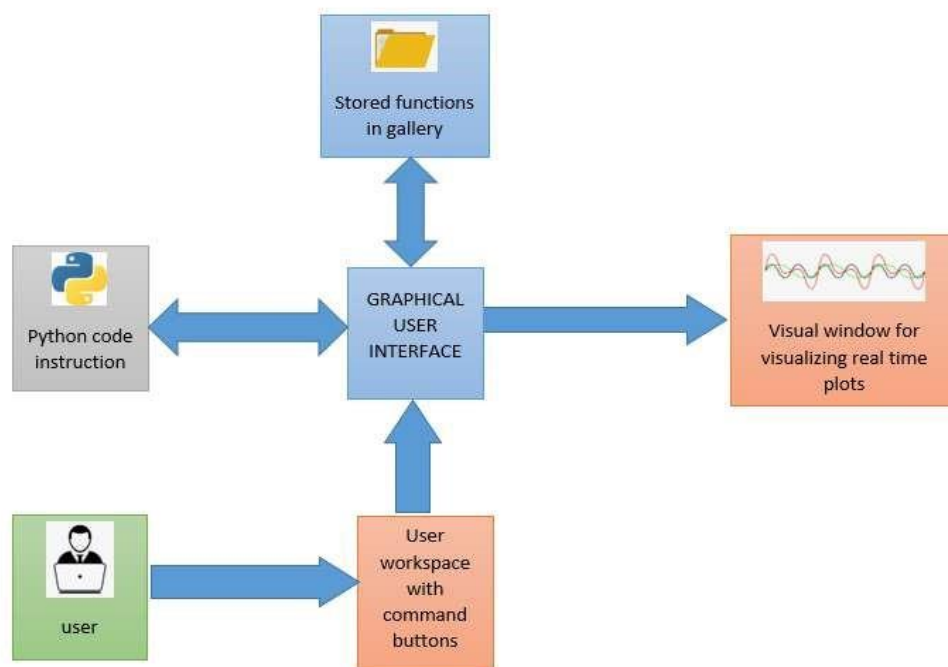 Stored functions
in gallery
Python code
instruction
GRAPHICAL
USER
INTERFACE
Visual window for
visualizing real time
plots
user
User
workspace
with
command
buttons